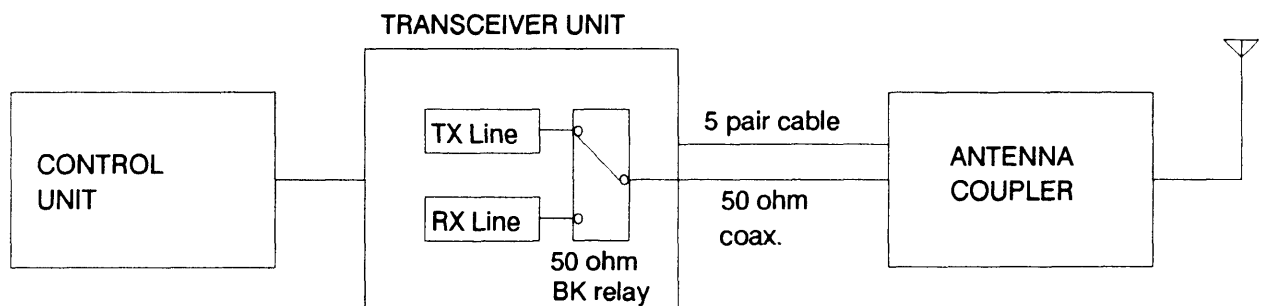 TRANSCEIVER UNIT
CONTROL
UNIT
TX Line
RX Line
50 ohm
BK relay
5 pair cable
50 ohm
coax.
ANTENNA
COUPLER